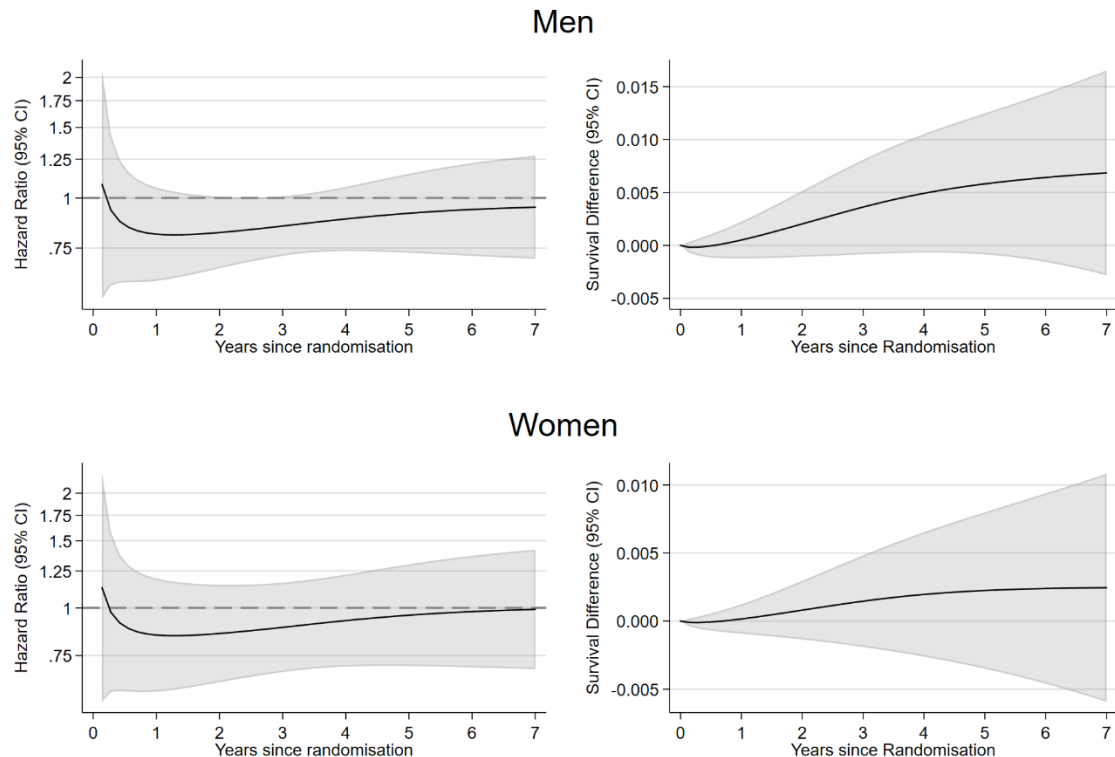 Men
Hazard Ratio (95% CI)
2
1.75
1.5
1.25
1
.75
0 1 2 3 4 5 6 7
Years since randomisation
Survival Difference (95% CI)
0.015
0.010
0.005
0.000
-0.005
0 1 2 3 4 5 6 7
Years since Randomisation
Women
Hazard Ratio (95% CI)
2
1.75
1.5
1.25
1
.75
0 1 2 3 4 5 6 7
Years since randomisation
Survival Difference (95% CI)
0.010
0.005
0.000
-0.005
0 1 2 3 4 5 6 7
Years since Randomisation